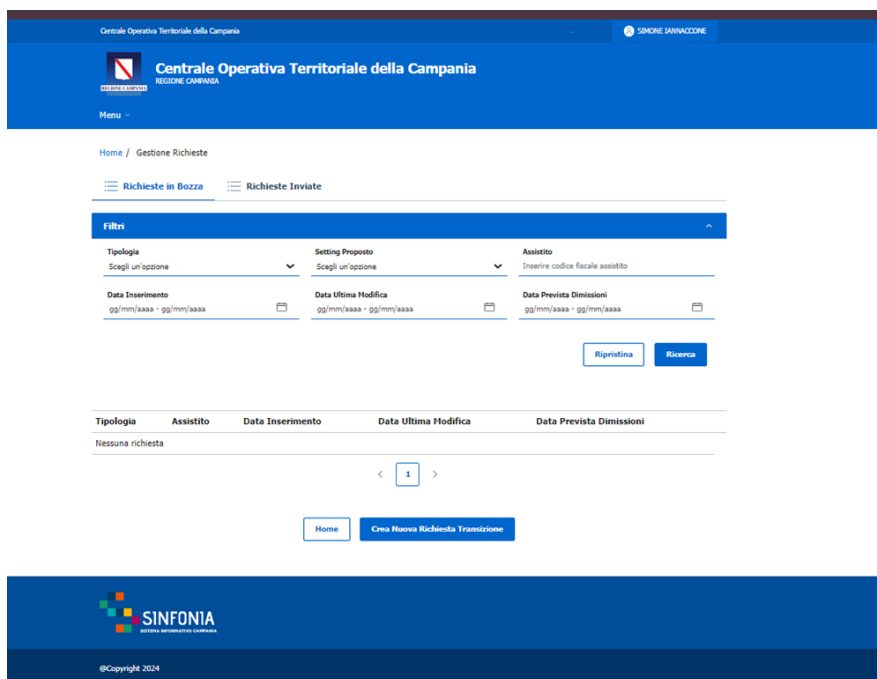 Centrale Operativa Territoriale della Campania
SIMONE IANNACCONE
REGIONE CAMPANIA
Centrale Operativa Territoriale della Campania
REGIONE CAMPANIA
Menu
Home / Gestione Richieste
Richieste in Bozza Richieste Inviate
Filtri
Tipologia Setting Proposto Assistito
Scegli un'opzione Scegli un'opzione Inserire codice fiscale assistito
Data Inserimento Data Ultima Modifica Data Prevista Dimissioni
gg/mm/aaaa - gg/mm/aaaa gg/mm/aaaa - gg/mm/aaaa gg/mm/aaaa - gg/mm/aaaa
Ripristina Ricerca
Tipologia Assistito Data Inserimento Data Ultima Modifica Data Prevista Dimissioni
Nessuna richiesta
< 1 >
Home Crea Nuova Richiesta Transizione
SINFONIA
SISTEMA INFORMATIVO CAMPANIA
@Copyright 2024